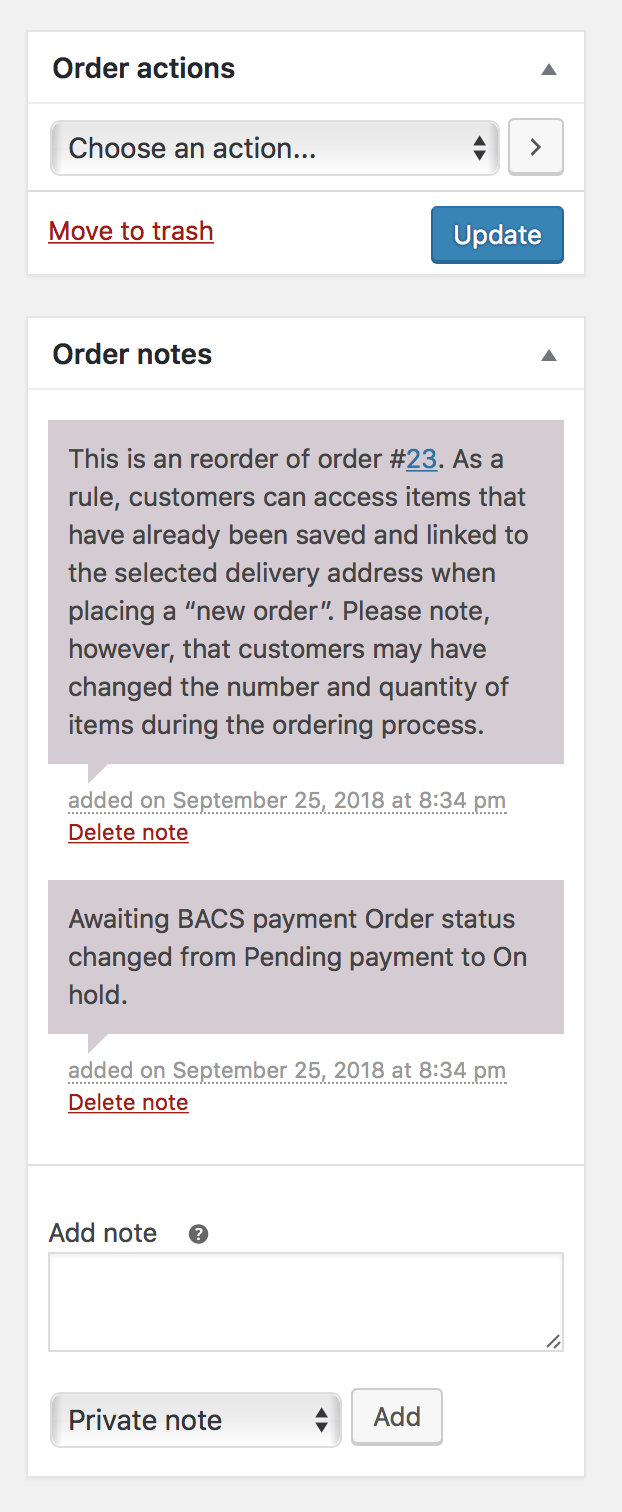 Order actions
Choose an action...
Move to trash
Update
Order notes
This is an reorder of order #23. As a
rule, customers can access items that
have already been saved and linked to
the selected delivery address when
placing a “new order”. Please note,
however, that customers may have
changed the number and quantity of
items during the ordering process.
added on September 25, 2018 at 8:34 pm
Delete note
Awaiting BACS payment Order status
changed from Pending payment to On
hold.
added on September 25, 2018 at 8:34 pm
Delete note
Add note ?
Private note
Add